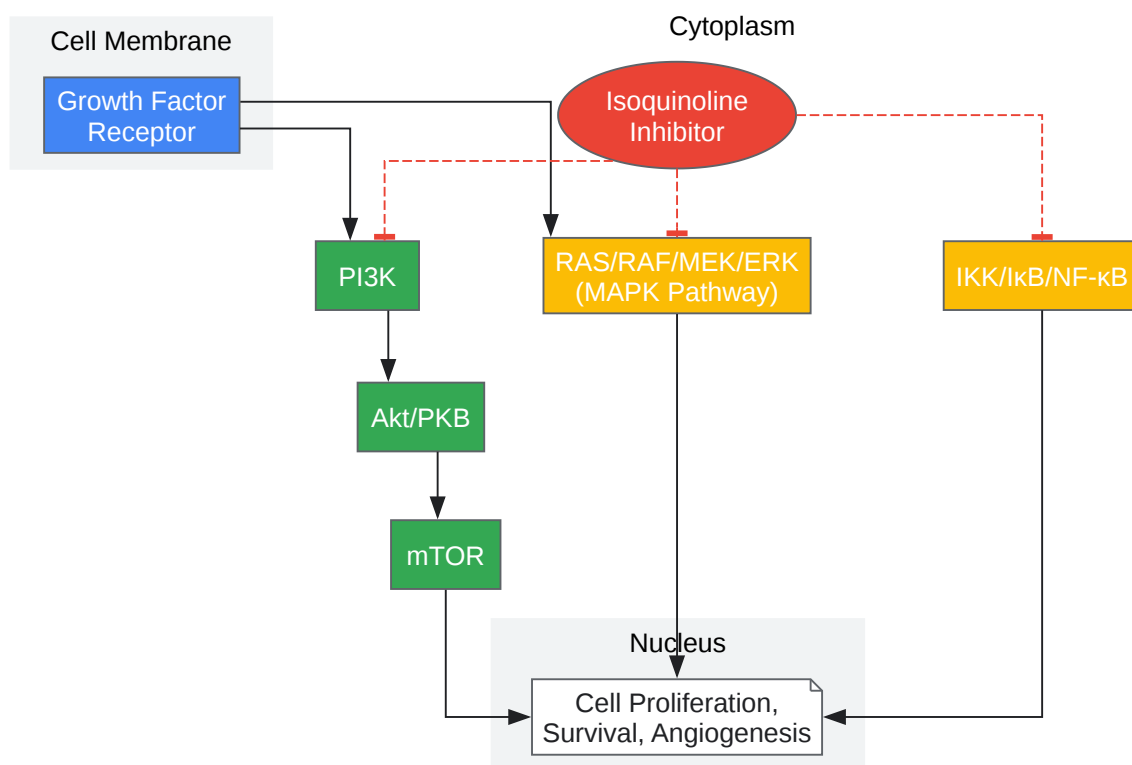 Cell Membrane
Cytoplasm
Growth Factor
Receptor
Isoquinoline
Inhibitor
PI3K
RAS/RAF/MEK/ERK
(MAPK Pathway)
IKK/IκB/NF-κB
Akt/PKB
mTOR
Nucleus
Cell Proliferation,
Survival, Angiogenesis